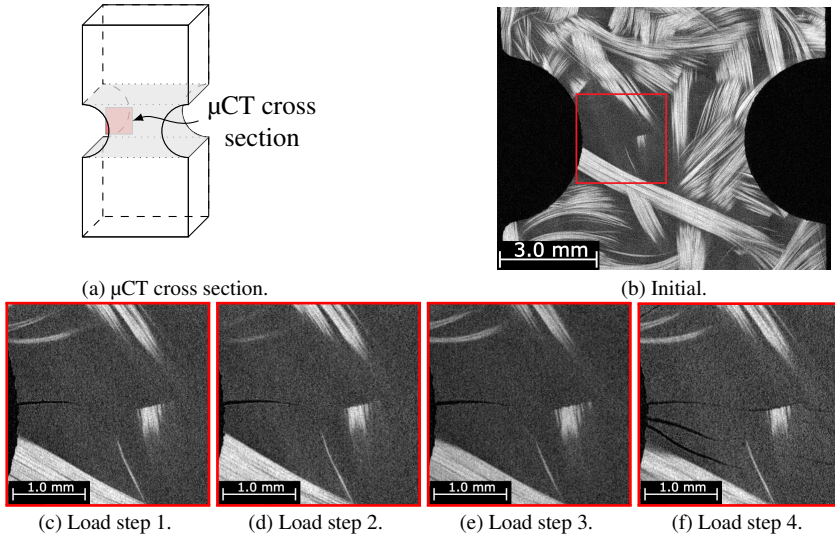 μCT cross
section
3.0 mm
(a) μCT cross section.
(b) Initial.
1.0 mm
1.0 mm
1.0 mm
1.0 mm
(c) Load step 1.
(d) Load step 2.
(e) Load step 3.
(f) Load step 4.